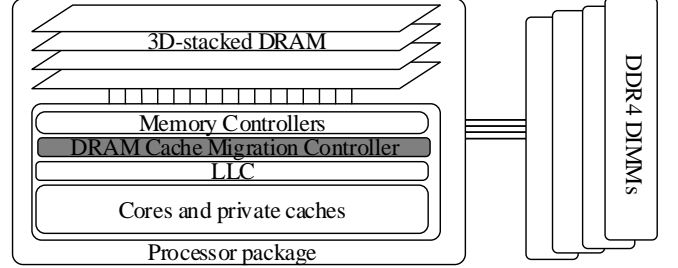 3D-stacked DRAM
Memory Controllers
DRAM Cache Migration Controller
LLC
Cores and private caches
Processor package
DDR4 DIMMs